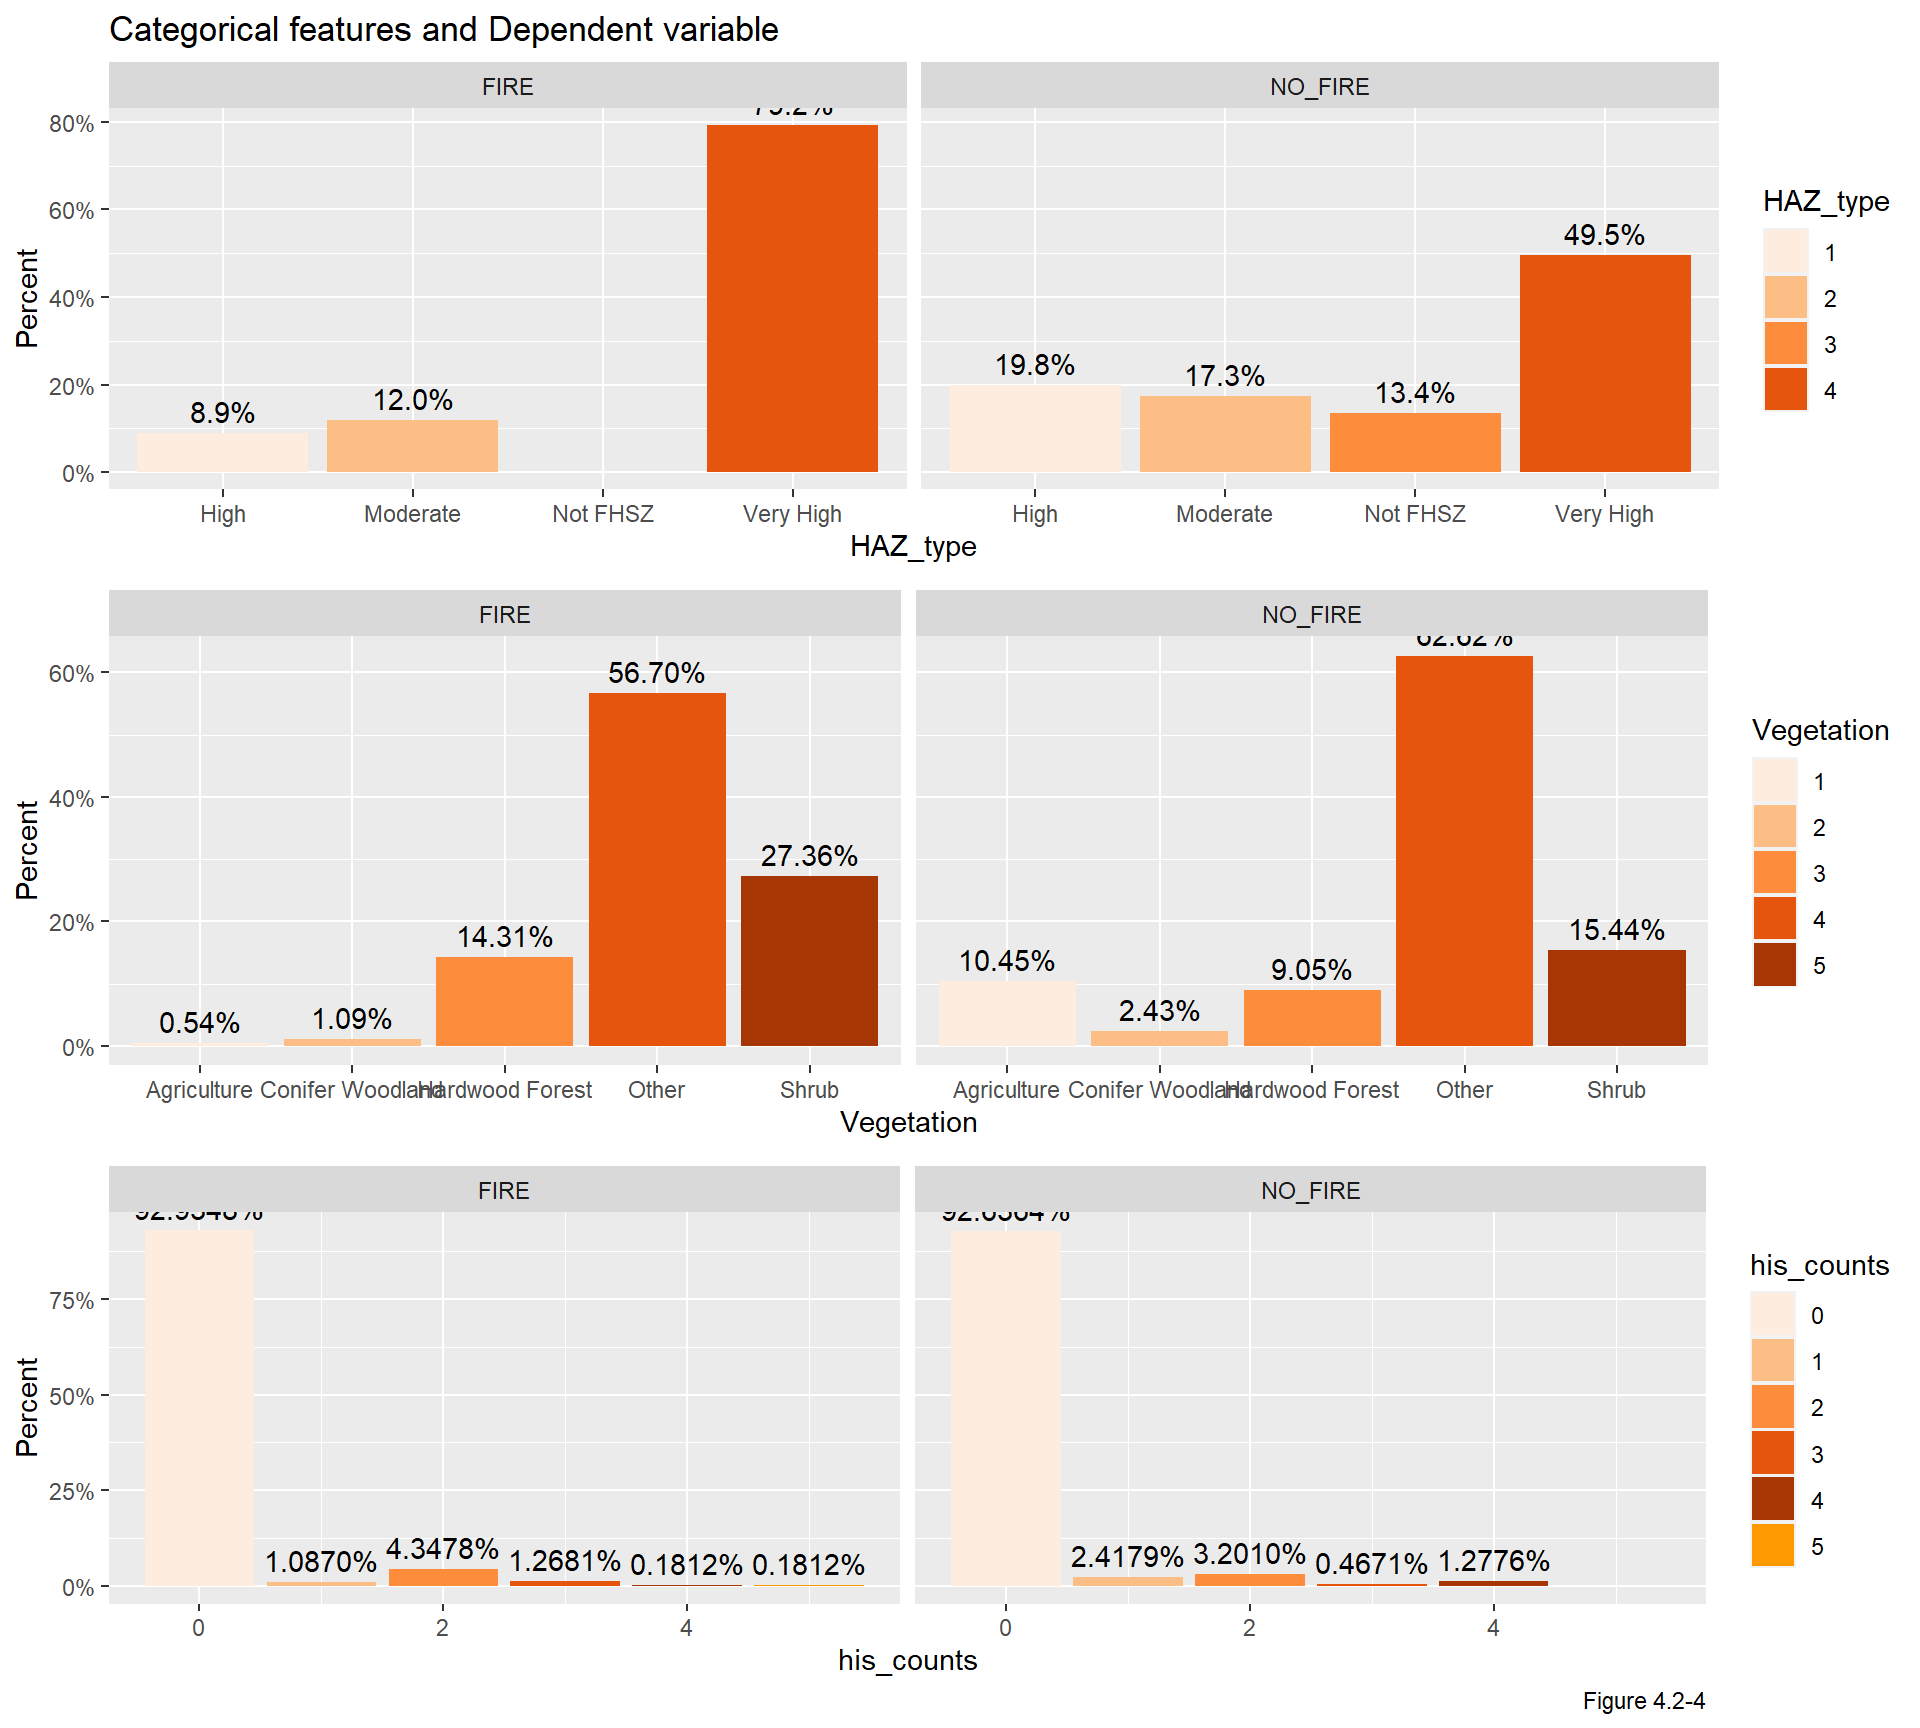 Categorical features and Dependent variable
FIRE
NO_FIRE
Percent
80%
60%
40%
20%
0%
8.9%
12.0%
19.8%
17.3%
13.4%
49.5%
High
Moderate
Not FHSZ
Very High
High
Moderate
Not FHSZ
Very High
HAZ_type
HAZ_type
1
2
3
4
FIRE
NO_FIRE
Percent
60%
40%
20%
0%
0.54%
1.09%
14.31%
56.70%
27.36%
10.45%
2.43%
9.05%
62.62%
15.44%
Agriculture
Conifer Woodland
Hardwood Forest
Other
Shrub
Agriculture
Conifer Woodland
Hardwood Forest
Other
Shrub
Vegetation
Vegetation
1
2
3
4
5
FIRE
NO_FIRE
Percent
75%
50%
25%
0%
1.0870%
4.3478%
1.2681%
0.1812%
0.1812%
2.4179%
3.2010%
0.4671%
1.2776%
0
2
4
0
2
4
his_counts
his_counts
0
1
2
3
4
5
Figure 4.2-4